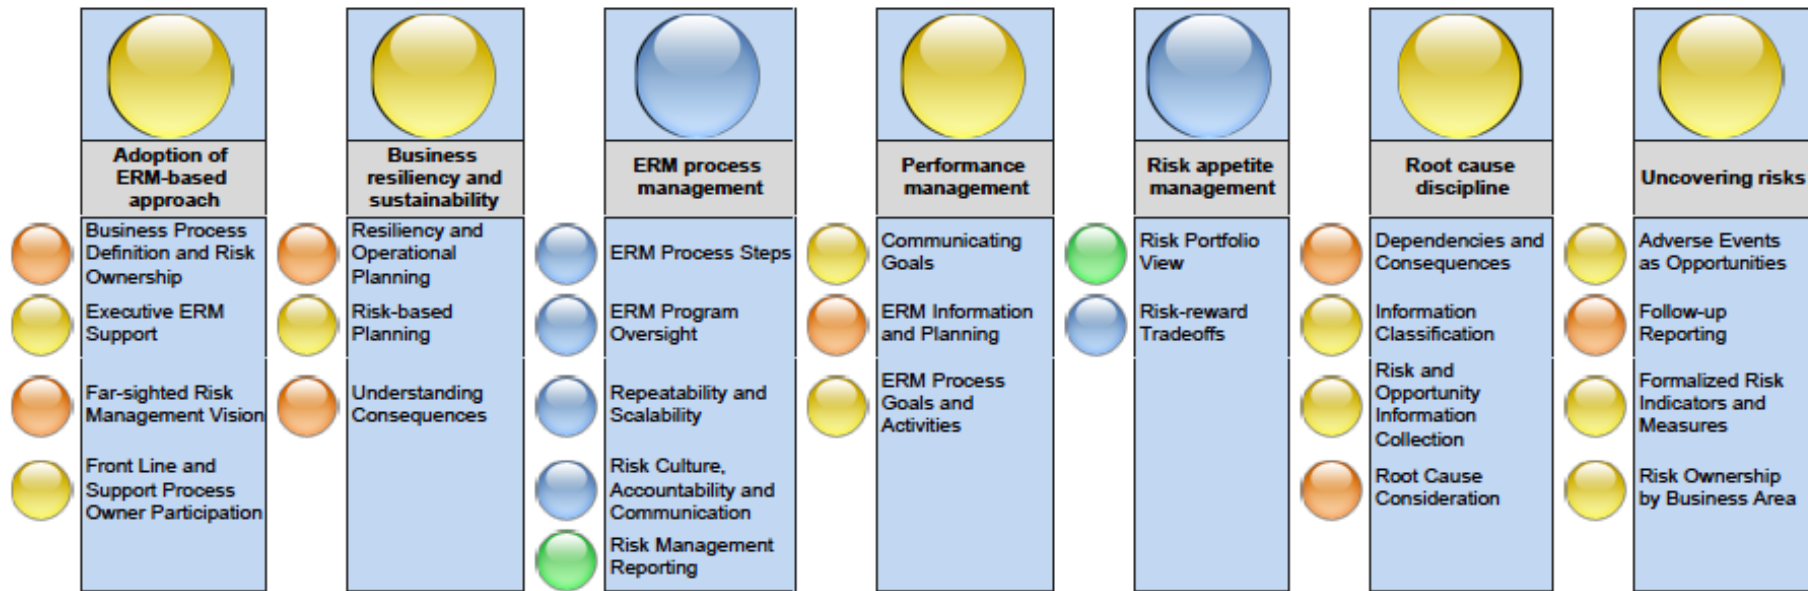 Adoption of
ERM-based
approach
Business Process
Definition and Risk
Ownership
Executive ERM
Support
Far-sighted Risk
Management Vision
Front Line and
Support Process
Owner Participation
Business
resiliency and
sustainability
Resiliency and
Operational
Planning
Risk-based
Planning
Understanding
Consequences
ERM process
management
ERM Process Steps
ERM Program
Oversight
Repeatability and
Scalability
Risk Culture,
Accountability and
Communication
Risk Management
Reporting
Performance
management
Communicating
Goals
ERM Information
and Planning
ERM Process
Goals and
Activities
Risk appetite
management
Risk Portfolio
View
Risk-reward
Tradeoffs
Root cause
discipline
Dependencies and
Consequences
Information
Classification
Risk and
Opportunity
Information
Collection
Root Cause
Consideration
Uncovering risks
Adverse Events
as Opportunities
Follow-up
Reporting
Formalized Risk
Indicators and
Measures
Risk Ownership
by Business Area